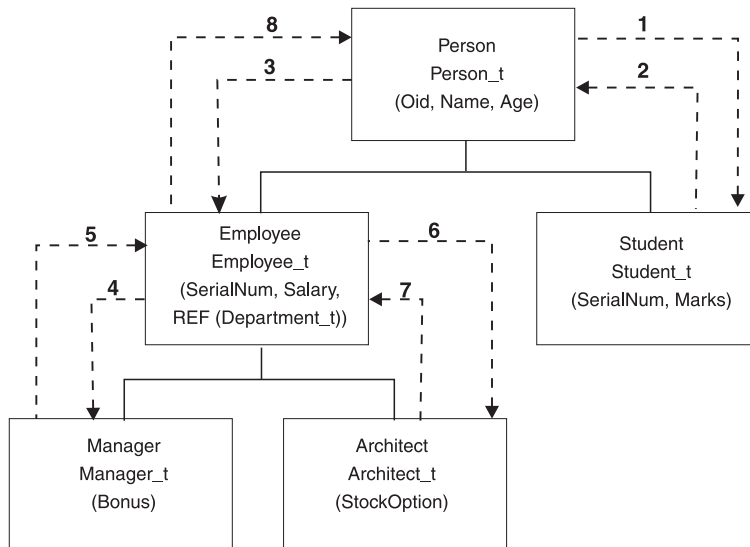 8
1
3
2
Person
Person_t
(Oid, Name, Age)
5
4
Employee
Employee_t
(SerialNum, Salary,
REF (Department_t))
6
7
Student
Student_t
(SerialNum, Marks)
Manager
Manager_t
(Bonus)
Architect
Architect_t
(StockOption)